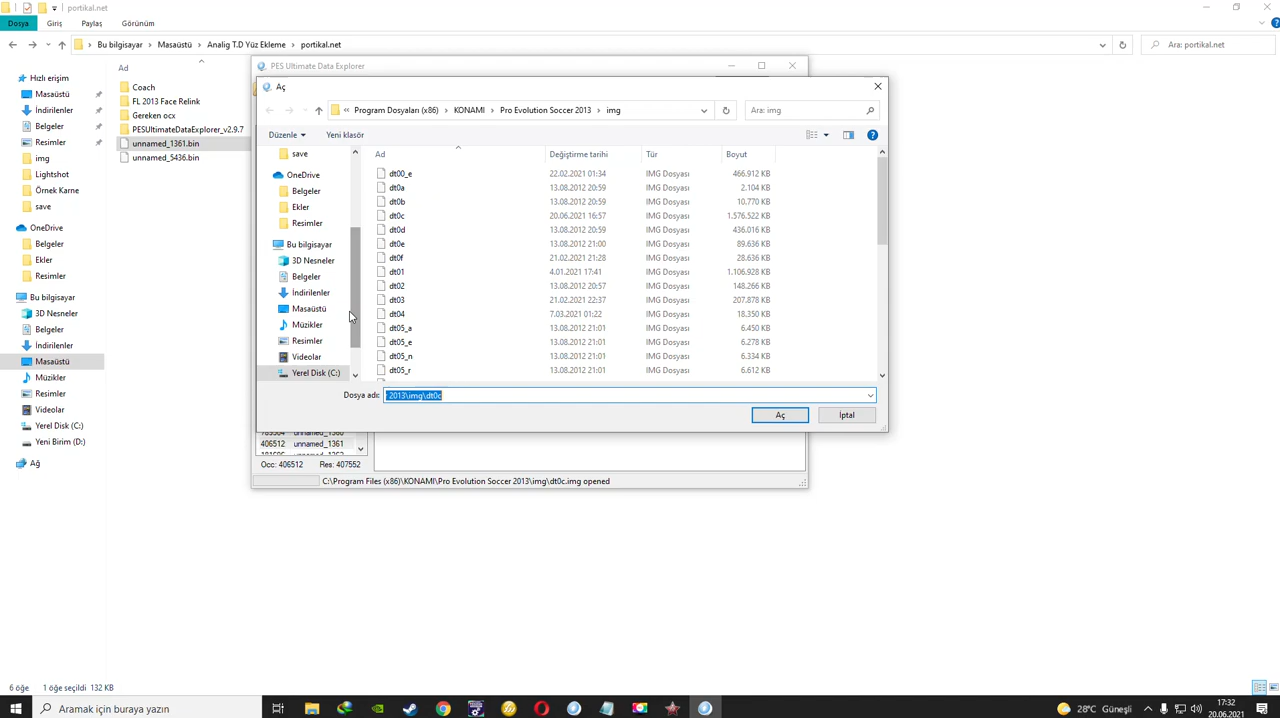 portikal.net
Dosya Giriş Paylaş Görünüm
Bu bilgisayar > Masaüstü > Analig T.D Yüz Ekleme > portikal.net
Ara: portikal.net
Hızlı erişim
Masaüstü
İndirilenler
Belgeler
Resimler
img
Lightshot
Örnek Karne
save
OneDrive
Belgeler
Ekler
Resimler
Bu bilgisayar
3D Nesneler
Belgeler
İndirilenler
Masaüstü
Müzikler
Resimler
Videolar
Yerel Disk (C:)
Yeni Birim (D:)
Ağ
Ad
Coach
FL 2013 Face Relink
Gereken ocx
PESUltimateDataExplorer_v2.9.7
unnamed_1361.bin
unnamed_5436.bin
PES Ultimate Data Explorer
Aç
« Program Dosyaları (x86) > KONAMI > Pro Evolution Soccer 2013 > img
Ara: img
Düzenle Yeni klasör
save
OneDrive
Belgeler
Ekler
Resimler
Bu bilgisayar
3D Nesneler
Belgeler
İndirilenler
Masaüstü
Müzikler
Resimler
Videolar
Yerel Disk (C:)
Ad Değiştirme tarihi Tür Boyut
dt00_e 22.02.2021 01:34 IMG Dosyası 466.912 KB
dt0a 13.08.2012 20:59 IMG Dosyası 2.104 KB
dt0b 13.08.2012 20:59 IMG Dosyası 10.770 KB
dt0c 20.06.2021 16:57 IMG Dosyası 1.576.522 KB
dt0d 13.08.2012 20:59 IMG Dosyası 436.016 KB
dt0e 13.08.2012 21:00 IMG Dosyası 89.636 KB
dt0f 21.02.2021 21:28 IMG Dosyası 28.636 KB
dt01 4.01.2021 17:41 IMG Dosyası 1.106.928 KB
dt02 13.08.2012 20:57 IMG Dosyası 148.266 KB
dt03 21.02.2021 22:37 IMG Dosyası 207.878 KB
dt04 7.03.2021 01:22 IMG Dosyası 18.350 KB
dt05_a 13.08.2012 21:01 IMG Dosyası 6.450 KB
dt05_e 13.08.2012 21:01 IMG Dosyası 6.278 KB
dt05_n 13.08.2012 21:01 IMG Dosyası 6.334 KB
dt05_r 13.08.2012 21:01 IMG Dosyası 6.612 KB
Dosya adı: 2013\img\dt0c
Aç İptal
406512 unnamed_1361
Occ: 406512 Res: 407552
C:\Program Files (x86)\KONAMI\Pro Evolution Soccer 2013\img\dt0c.img opened
6 öğe 1 öğe seçildi 132 KB
Aramak için buraya yazın
28°C Güneşli
17:32
20.06.2021